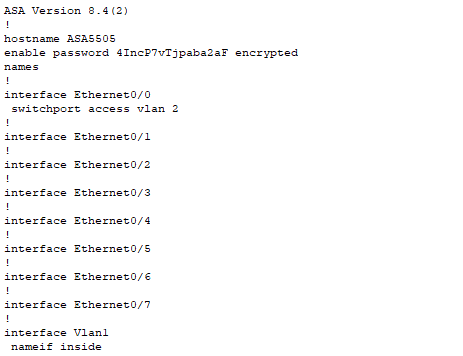 ASA Version 8.4(2)
!
hostname ASA5505
enable password 4IncP7vTjpaba2aF encrypted
names
!
interface Ethernet0/0
 switchport access vlan 2
!
interface Ethernet0/1
!
interface Ethernet0/2
!
interface Ethernet0/3
!
interface Ethernet0/4
!
interface Ethernet0/5
!
interface Ethernet0/6
!
interface Ethernet0/7
!
interface Vlan1
 nameif inside